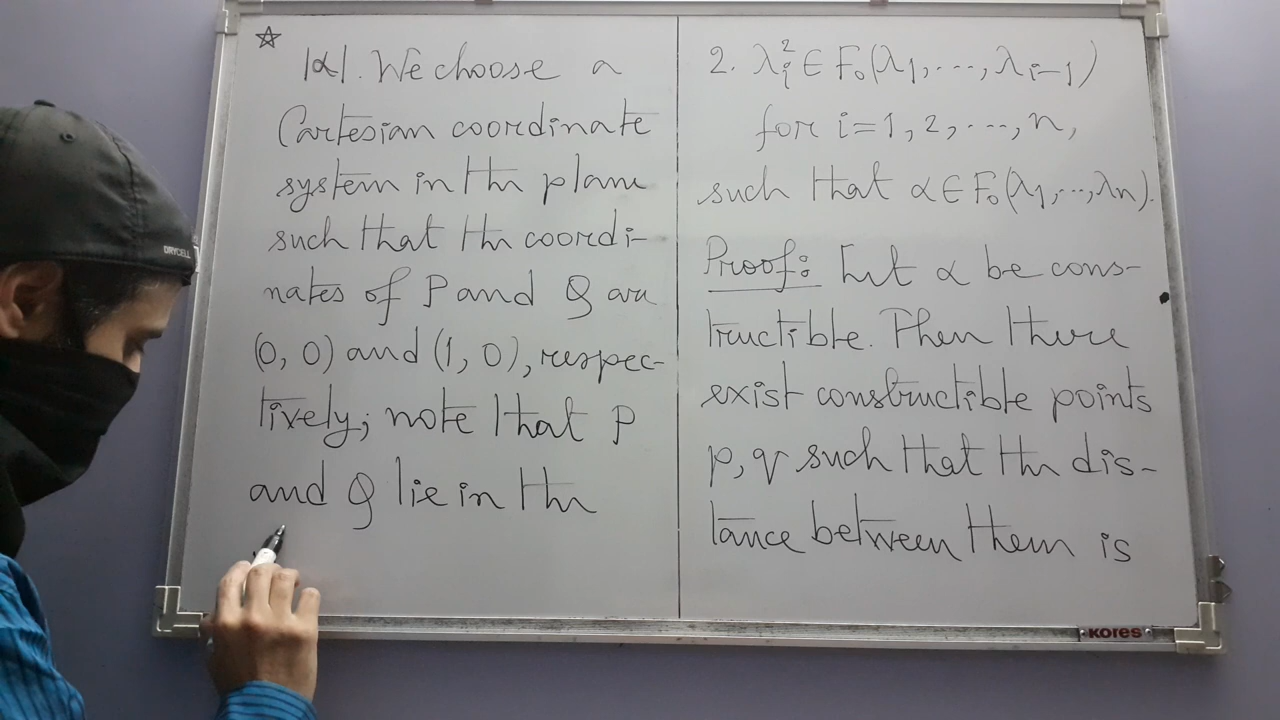 ☆
|α|. We choose a
Cartesian coordinate
system in the plane
such that the coordi-
nates of P and Q are
(0, 0) and (1, 0), respec-
tively; note that P
and Q lie in the
2. λᵢ² ∈ F₀(λ₁, ..., λᵢ₋₁)
for i=1, 2, ..., n,
such that α ∈ F₀(λ₁, ..., λₙ).
Proof: Let α be cons-
tructible. Then there
exist constructible points
p, q such that the dis-
tance between them is
DRYCELL
KORES